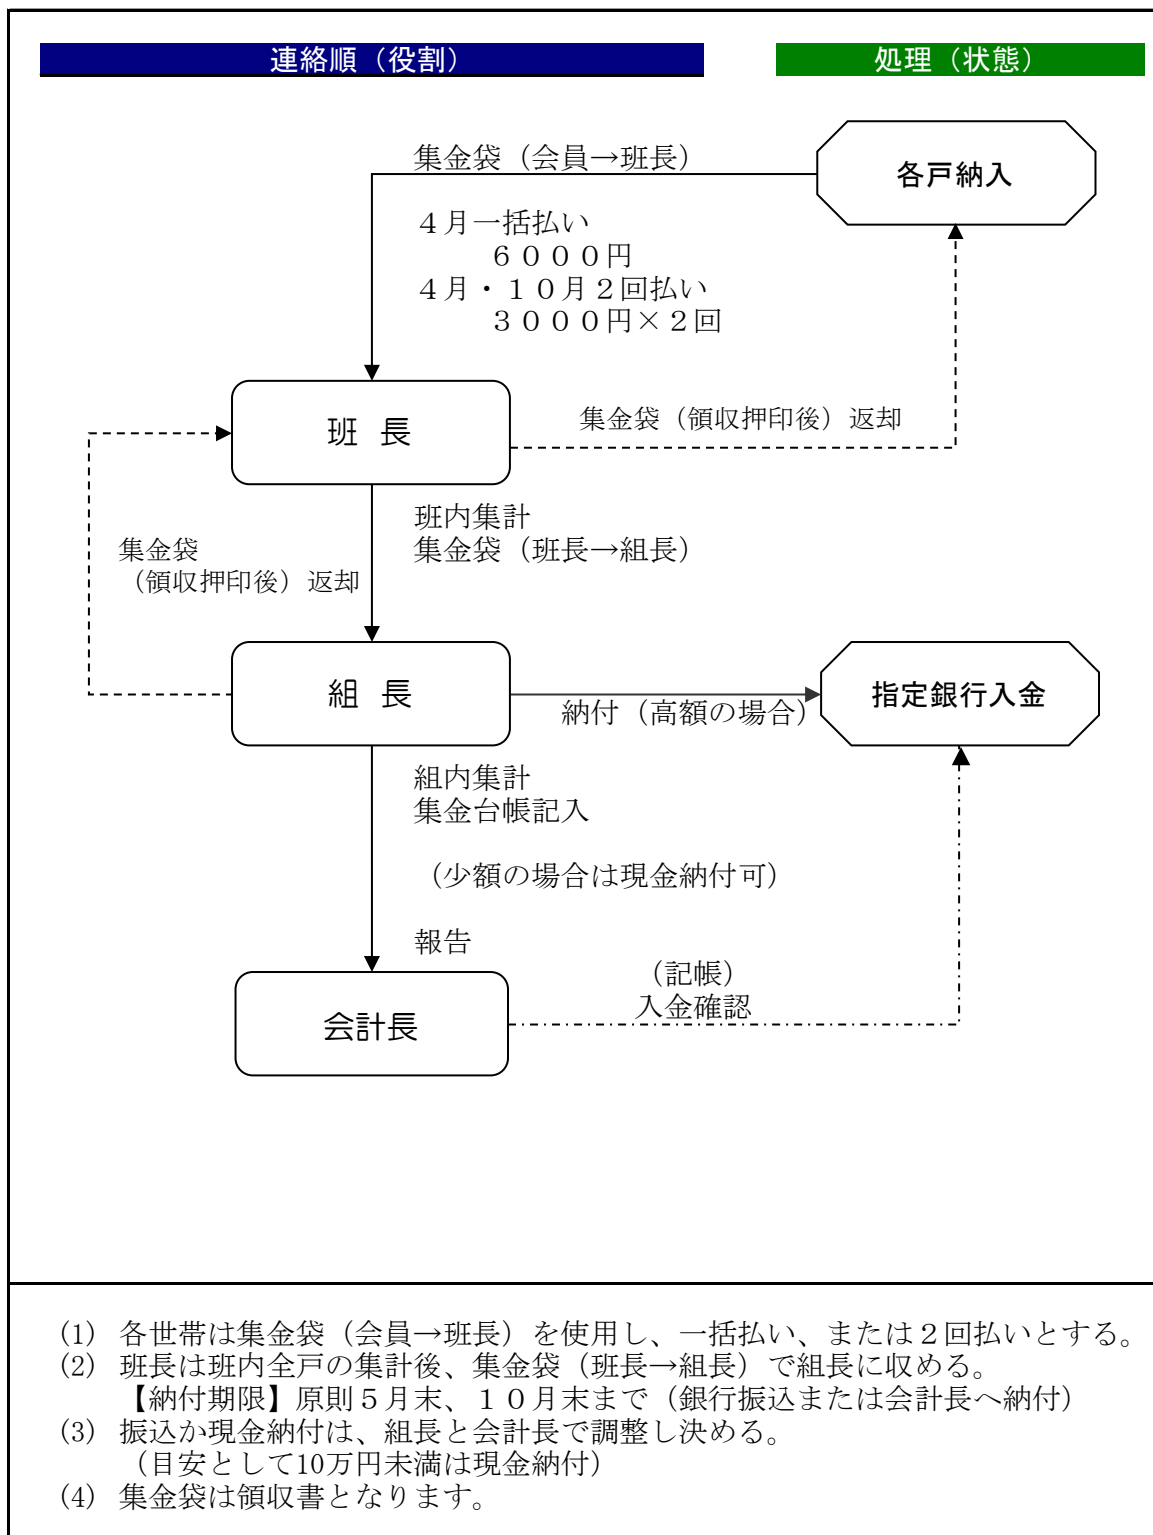 連絡順（役割）
処理（状態）
集金袋（会員→班長）
各戸納入
４月一括払い
６０００円
４月・１０月２回払い
３０００円×２回
班 長
集金袋（領収押印後）返却
班内集計
集金袋（班長→組長）
集金袋
（領収押印後）返却
組 長
納付（高額の場合）
指定銀行入金
組内集計
集金台帳記入
（少額の場合は現金納付可）
報告
（記帳）
入金確認
会計長
(1) 各世帯は集金袋（会員→班長）を使用し、一括払い、または２回払いとする。
(2) 班長は班内全戸の集計後、集金袋（班長→組長）で組長に収める。
【納付期限】原則５月末、１０月末まで（銀行振込または会計長へ納付）
(3) 振込か現金納付は、組長と会計長で調整し決める。
（目安として10万円未満は現金納付）
(4) 集金袋は領収書となります。